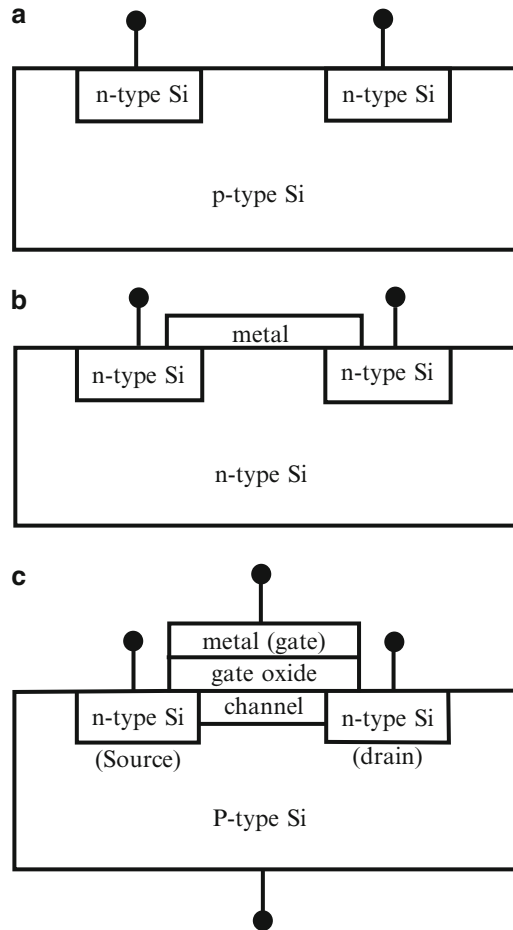 a
n-type Si n-type Si
p-type Si
b
metal
n-type Si n-type Si
n-type Si
c
metal (gate)
gate oxide
n-type Si channel n-type Si
(Source) (drain)
P-type Si